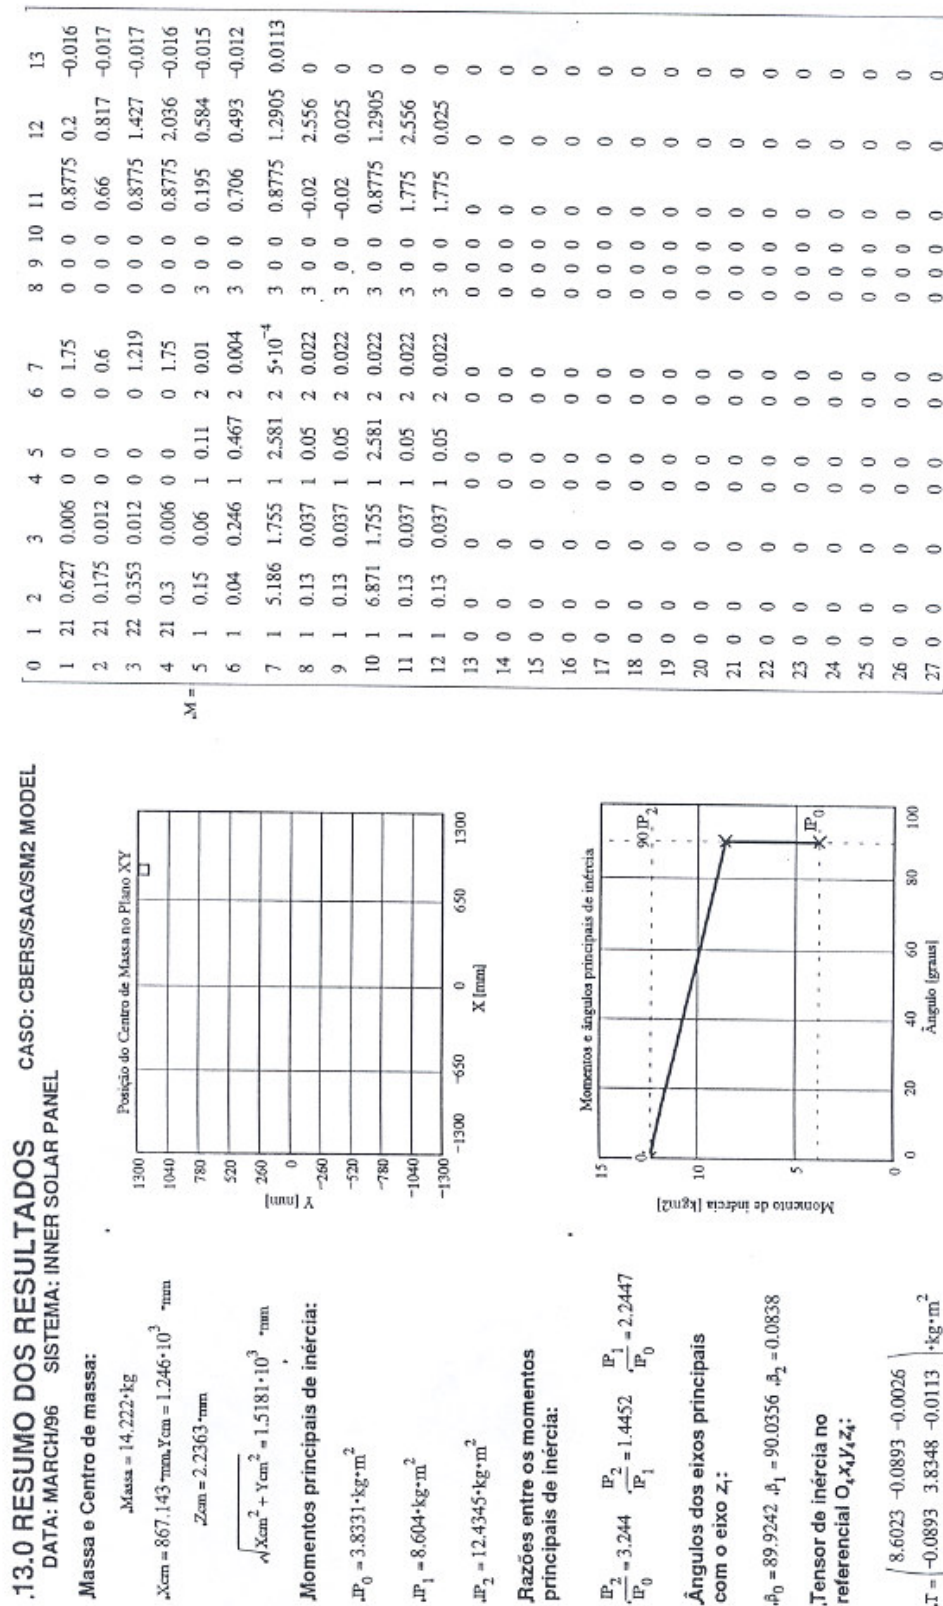 .13.0 RESUMO DOS RESULTADOS CASO: CBERS/SAG/SM2 MODEL
DATA: MARCH/96 SISTEMA: INNER SOLAR PANEL
Massa e Centro de massa:
Massa = 14.222·kg
Xcm = 867.143·mm Ycm = 1.246·10³ ·mm
Zcm = 2.2363·mm
√Xcm² + Ycm² = 1.5181·10³ ·mm
Momentos principais de inércia:
IP₀ = 3.8331·kg·m²
IP₁ = 8.604·kg·m²
IP₂ = 12.4345·kg·m²
Razões entre os momentos
principais de inércia:
IP₂/IP₀ = 3.244 IP₂/IP₁ = 1.4452 IP₁/IP₀ = 2.2447
Ângulos dos eixos principais
com o eixo z₁:
β₀ = 89.9242 β₁ = 90.0356 β₂ = 0.0838
Tensor de inércia no
referencial O₄x₄y₄z₄:
8.6023 -0.0893 -0.0026
I = -0.0893 3.8348 -0.0113 ·kg·m²
Posição do Centro de Massa no Plano XY
1300
1040
780
520
260
0
-260
-520
-780
-1040
-1300
Y [mm]
-1300 -650 0 650 1300
X [mm]
Momentos e ângulos principais de inércia
15
10
5
0
Momento de inércia [kgm2]
0
90 IP₂
IP₀
0 20 40 60 80 100
Ângulo [graus]
M =
0 1 2 3 4 5 6 7 8 9 10 11 12 13
1 21 0.627 0.006 0 0 0 1.75 0 0 0 0.8775 0.2 -0.016
2 21 0.175 0.012 0 0 0 0.6 0 0 0 0.66 0.817 -0.017
3 22 0.353 0.012 0 0 0 1.219 0 0 0 0.8775 1.427 -0.017
4 21 0.3 0.006 0 0 0 1.75 0 0 0 0.8775 2.036 -0.016
5 1 0.15 0.06 1 0.11 2 0.01 3 0 0 0.195 0.584 -0.015
6 1 0.04 0.246 1 0.467 2 0.004 3 0 0 0.706 0.493 -0.012
7 1 5.186 1.755 1 2.581 2 5·10⁻⁴ 3 0 0 0.8775 1.2905 0.0113
8 1 0.13 0.037 1 0.05 2 0.022 3 0 0 -0.02 2.556 0
9 1 0.13 0.037 1 0.05 2 0.022 3 0 0 -0.02 0.025 0
10 1 6.871 1.755 1 2.581 2 0.022 3 0 0 0.8775 1.2905 0
11 1 0.13 0.037 1 0.05 2 0.022 3 0 0 1.775 2.556 0
12 1 0.13 0.037 1 0.05 2 0.022 3 0 0 1.775 0.025 0
13 0 0 0 0 0 0 0 0 0 0 0 0 0
14 0 0 0 0 0 0 0 0 0 0 0 0 0
15 0 0 0 0 0 0 0 0 0 0 0 0 0
16 0 0 0 0 0 0 0 0 0 0 0 0 0
17 0 0 0 0 0 0 0 0 0 0 0 0 0
18 0 0 0 0 0 0 0 0 0 0 0 0 0
19 0 0 0 0 0 0 0 0 0 0 0 0 0
20 0 0 0 0 0 0 0 0 0 0 0 0 0
21 0 0 0 0 0 0 0 0 0 0 0 0 0
22 0 0 0 0 0 0 0 0 0 0 0 0 0
23 0 0 0 0 0 0 0 0 0 0 0 0 0
24 0 0 0 0 0 0 0 0 0 0 0 0 0
25 0 0 0 0 0 0 0 0 0 0 0 0 0
26 0 0 0 0 0 0 0 0 0 0 0 0 0
27 0 0 0 0 0 0 0 0 0 0 0 0 0